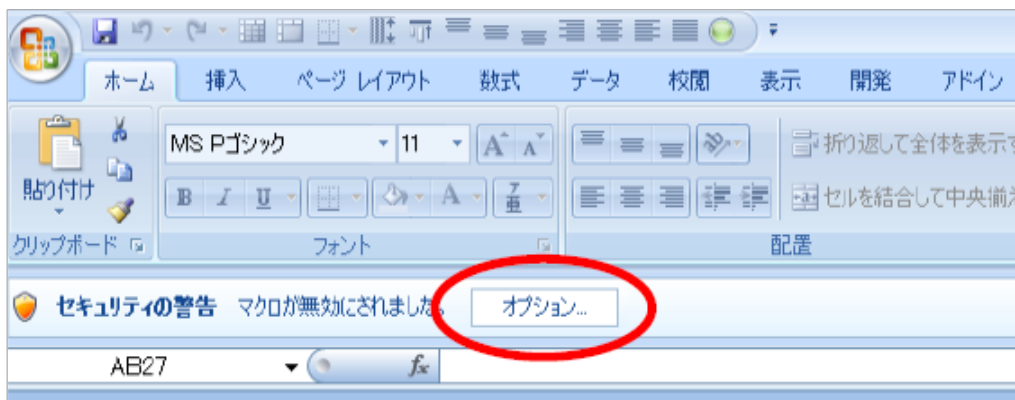 ホーム 挿入 ページ レイアウト 数式 データ 校閲 表示 開発 アドイン
MS Pゴシック 11 A A 折り返して全体を表示す
貼り付け B I U A ア亜 セルを結合して中央揃え
クリップボード フォント 配置
セキュリティの警告 マクロが無効にされました。 オプション...
AB27 fx